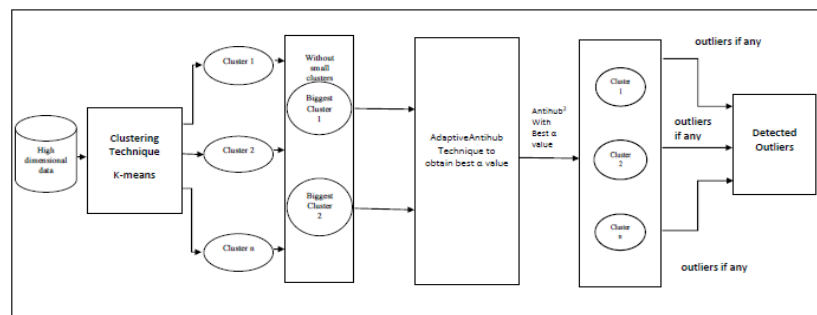 High
dimensional
data
Clustering
Technique
K-means
Cluster 1
Cluster 2
Cluster n
Without
small
clusters
Biggest
Cluster
1
Biggest
Cluster
2
AdaptiveAntihub
Technique to
obtain best α value
Antihub²
With
Best α
value
Cluster
1
Cluster
2
Cluster
n
outliers if any
outliers
if any
outliers if any
Detected
Outliers